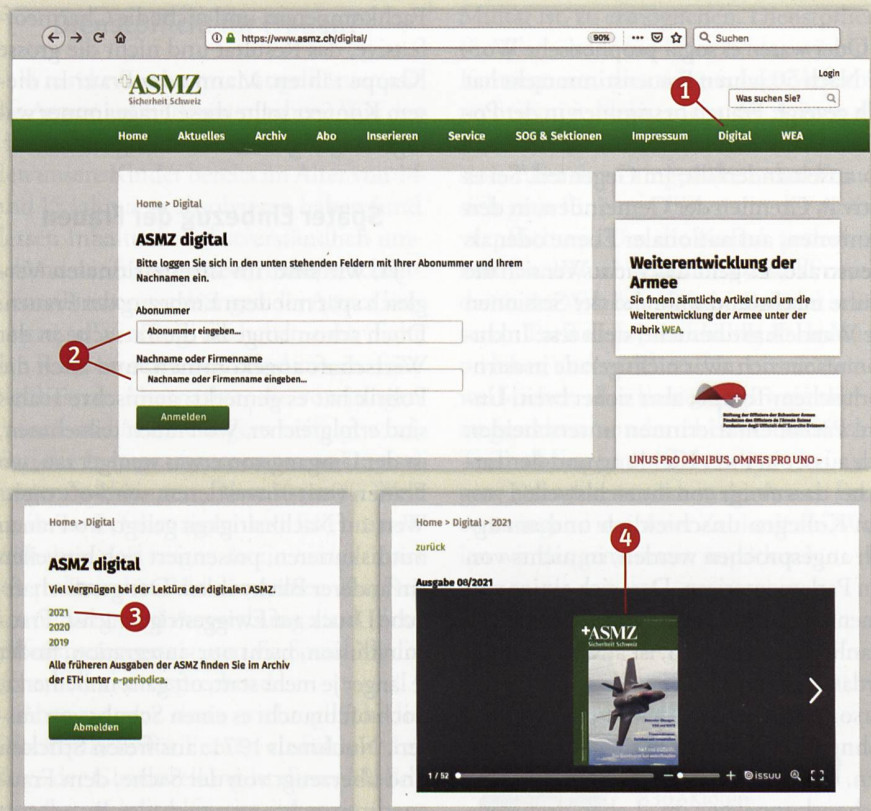 https://www.asmz.ch/digital/
90%
Suchen
+ASMZ
Sicherheit Schweiz
Login
Was suchen Sie?
1
Home Aktuelles Archiv Abo Inserieren Service SOG & Sektionen Impressum Digital WEA
Home > Digital
ASMZ digital
Bitte loggen Sie sich in den unten stehenden Feldern mit Ihrer Abonummer und Ihrem
Nachnamen ein.
Abonummer
Abonummer eingeben...
2
Nachname oder Firmenname
Nachname oder Firmenname eingeben...
Anmelden
Weiterentwicklung der
Armee
Sie finden sämtliche Artikel rund um die
Weiterentwicklung der Armee unter der
Rubrik WEA.
Stiftung der Offiziere der Schweizer Armee
UNUS PRO OMNIBUS, OMNES PRO UNO -
Home > Digital
ASMZ digital
Viel Vergnügen bei der Lektüre der digitalen ASMZ.
2021
3
2020
2019
Alle früheren Ausgaben der ASMZ finden Sie im Archiv
der ETH unter e-periodica.
Abmelden
Home > Digital > 2021
zurück
4
Ausgabe 06/2021
+ASMZ
Sicherheit Schweiz
1 / 52
issuu